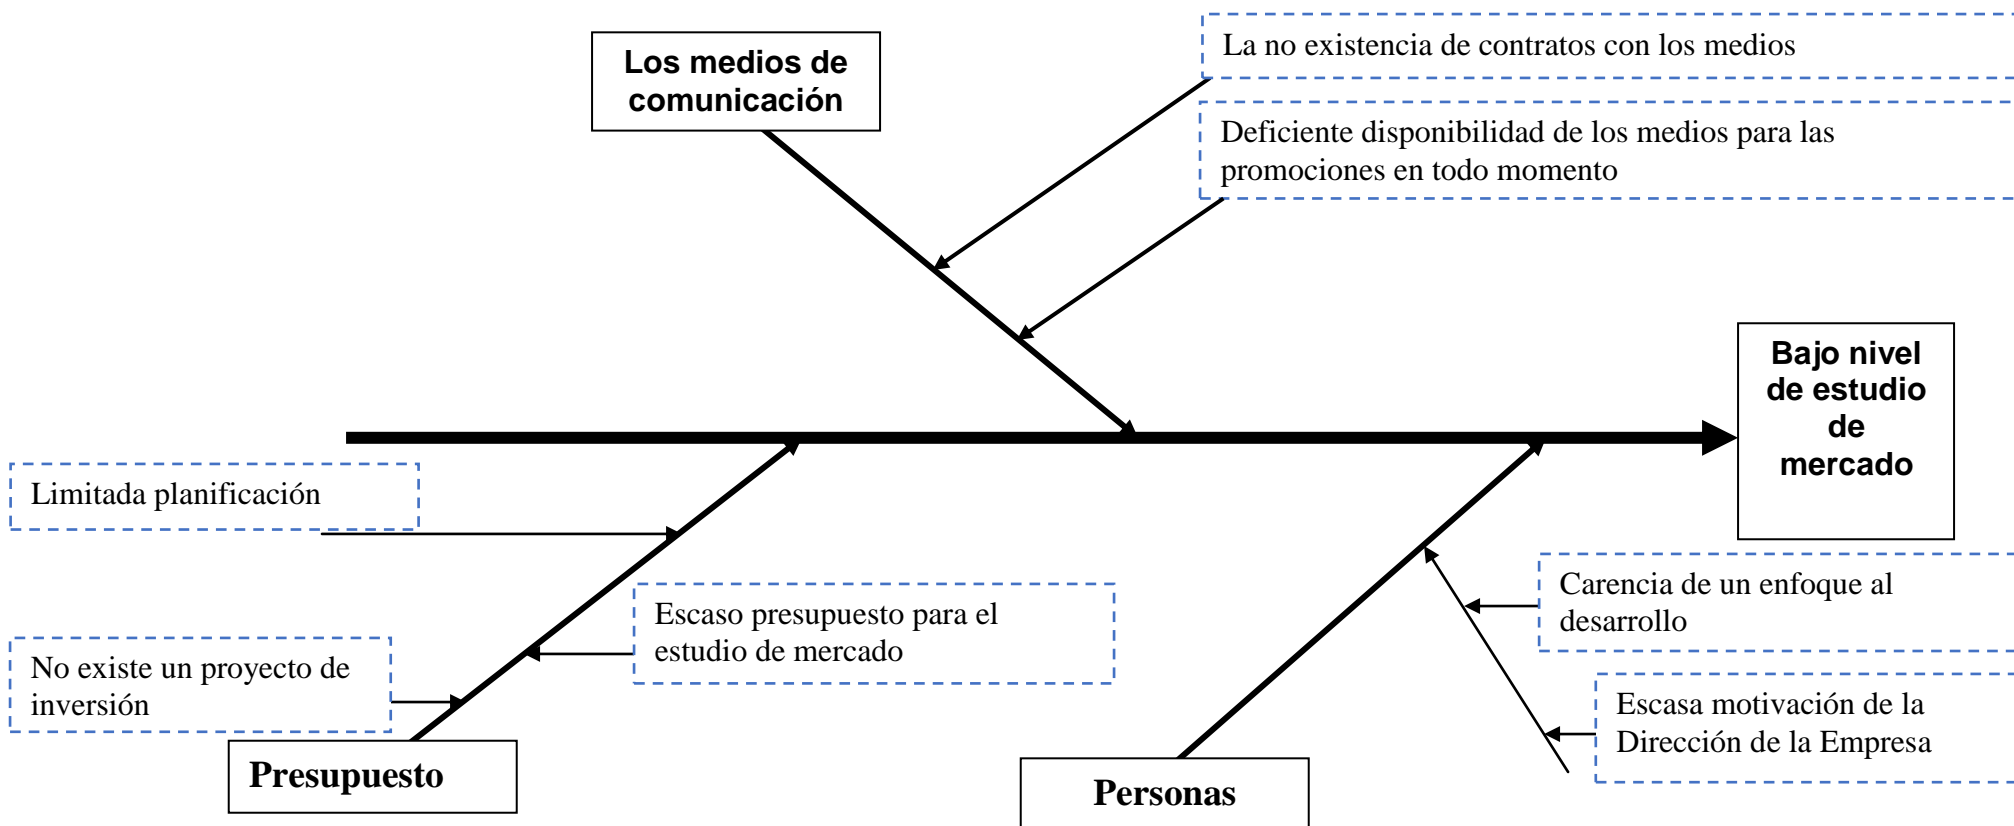 La no existencia de contratos con los medios
Los medios de
comunicación
Deficiente disponibilidad de los medios para las
promociones en todo momento
Bajo nivel
de estudio
de
mercado
Limitada planificación
Escaso presupuesto para el
estudio de mercado
No existe un proyecto de
inversión
Carencia de un enfoque al
desarrollo
Escasa motivación de la
Dirección de la Empresa
Presupuesto
Personas